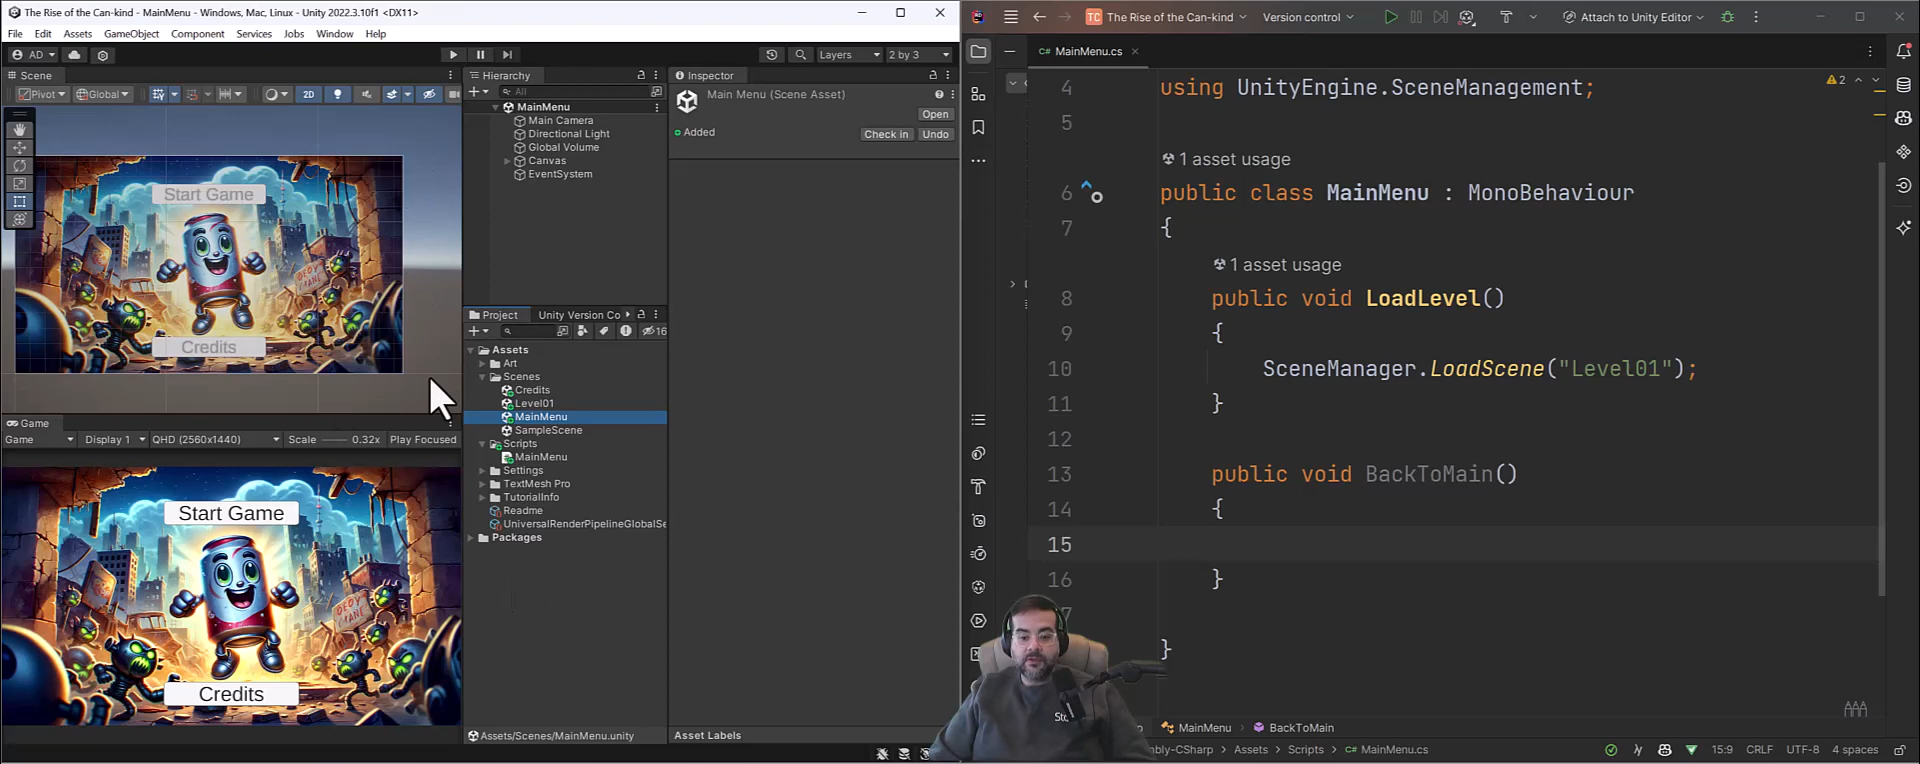 The Rise of the Can-kind - MainMenu - Windows, Mac, Linux - Unity 2022.3.10f1 <DX11>
File Edit Assets GameObject Component Services Jobs Window Help
AD
Layers
2 by 3
Scene
Pivot
Global
2D
Start Game
Credits
Game
Game Display 1 QHD (2560x1440) Scale 0.32x Play Focused
Start Game
Credits
Hierarchy
All
MainMenu
Main Camera
Directional Light
Global Volume
Canvas
EventSystem
Project
Unity Version Co
16
Assets
Art
Scenes
Credits
Level01
MainMenu
SampleScene
Scripts
MainMenu
Settings
TextMesh Pro
TutorialInfo
Readme
UniversalRenderPipelineGlobalSe
Packages
Assets/Scenes/MainMenu.unity
Inspector
Main Menu (Scene Asset)
Open
Added
Check in
Undo
Asset Labels
TC The Rise of the Can-kind
Version control
Attach to Unity Editor
C# MainMenu.cs
2
4 using UnityEngine.SceneManagement;
5
1 asset usage
6 public class MainMenu : MonoBehaviour
7 {
1 asset usage
8 public void LoadLevel()
9 {
10 SceneManager.LoadScene("Level01");
11 }
12
13 public void BackToMain()
14 {
15
16 }
}
MainMenu > BackToMain
bly-CSharp > Assets > Scripts > C# MainMenu.cs
15:9 CRLF UTF-8 4 spaces